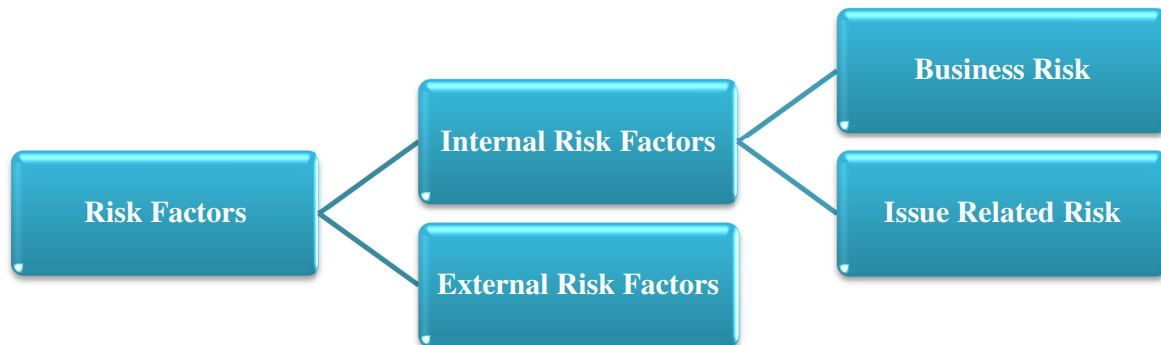 Risk Factors
Internal Risk Factors
Business Risk
Issue Related Risk
External Risk Factors